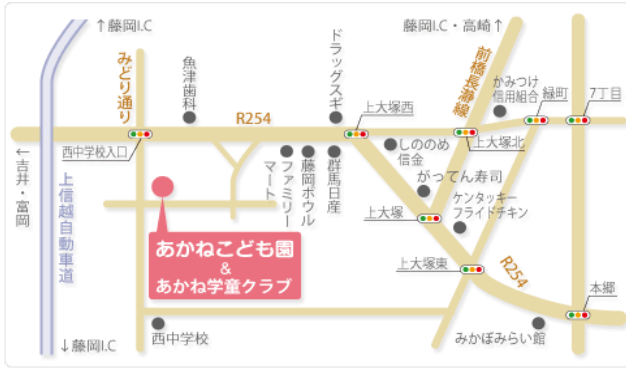 ↑藤岡I.C
藤岡I.C・高崎↑
みどり通り
魚津歯科
ドラッグスギ
前橋長瀞線
かみつけ
信用組合
緑町
7丁目
R254
上大塚西
西中学校入口
しののめ
信金
上大塚北
←吉井・富岡
上信越自動車道
ファミリー
マート
藤岡ボウル
群馬日産
がってん寿司
ケンタッキー
フライドチキン
上大塚
あかねこども園
&
あかね学童クラブ
上大塚東
R254
本郷
↓藤岡I.C
西中学校
みかぼみらい館